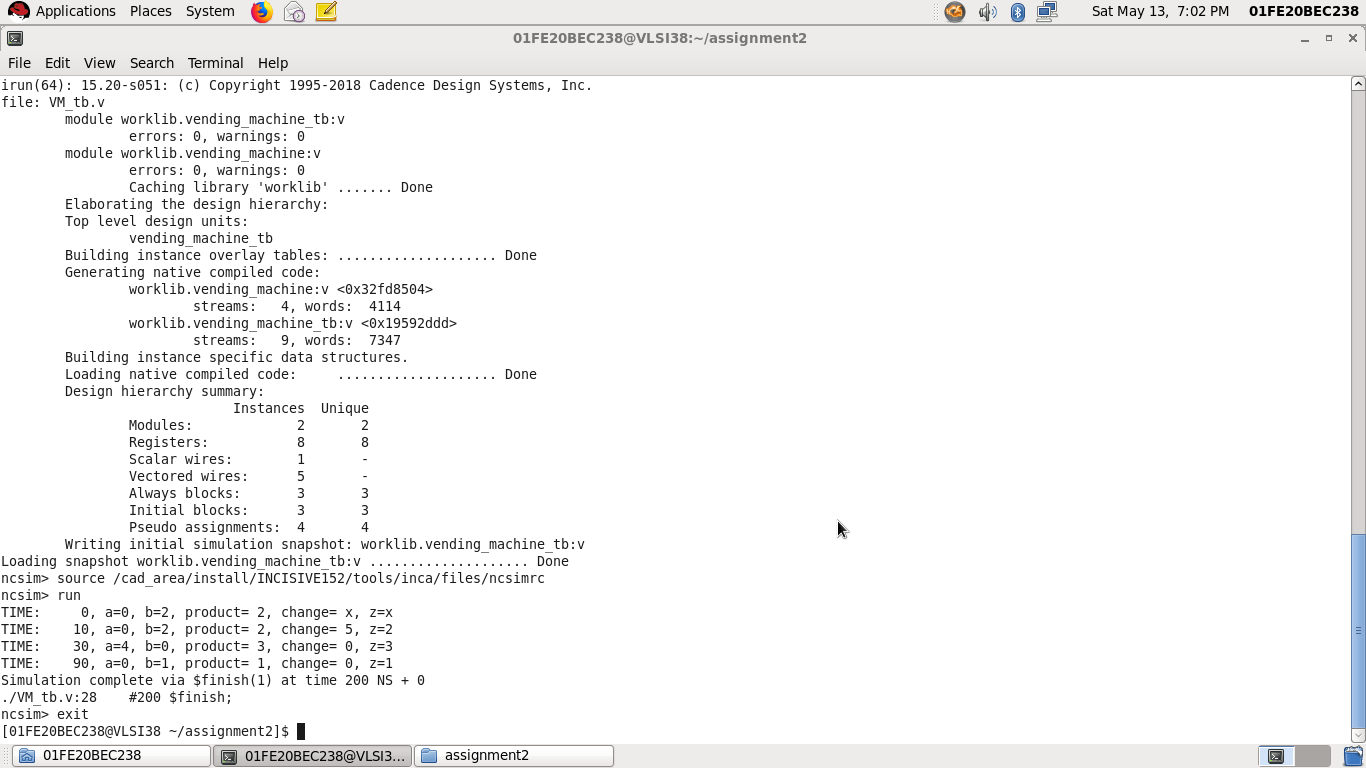 Applications Places System Sat May 13, 7:02 PM 01FE20BEC238
01FE20BEC238@VLSI38:~/assignment2
File Edit View Search Terminal Help
irun(64): 15.20-s051: (c) Copyright 1995-2018 Cadence Design Systems, Inc.
file: VM_tb.v
module worklib.vending_machine_tb:v
errors: 0, warnings: 0
module worklib.vending_machine:v
errors: 0, warnings: 0
Caching library 'worklib' ....... Done
Elaborating the design hierarchy:
Top level design units:
vending_machine_tb
Building instance overlay tables: .................... Done
Generating native compiled code:
worklib.vending_machine:v <0x32fd8504>
streams:   4, words:  4114
worklib.vending_machine_tb:v <0x19592ddd>
streams:   9, words:  7347
Building instance specific data structures.
Loading native compiled code:     .................... Done
Design hierarchy summary:
Instances  Unique
Modules:             2       2
Registers:           8       8
Scalar wires:        1       -
Vectored wires:      5       -
Always blocks:       3       3
Initial blocks:      3       3
Pseudo assignments:  4       4
Writing initial simulation snapshot: worklib.vending_machine_tb:v
Loading snapshot worklib.vending_machine_tb:v .................... Done
ncsim> source /cad_area/install/INCISIVE152/tools/inca/files/ncsimrc
ncsim> run
TIME:     0, a=0, b=2, product= 2, change= x, z=x
TIME:    10, a=0, b=2, product= 2, change= 5, z=2
TIME:    30, a=4, b=0, product= 3, change= 0, z=3
TIME:    90, a=0, b=1, product= 1, change= 0, z=1
Simulation complete via $finish(1) at time 200 NS + 0
./VM_tb.v:28    #200 $finish;
ncsim> exit
[01FE20BEC238@VLSI38 ~/assignment2]$
01FE20BEC238 01FE20BEC238@VLSI3... assignment2